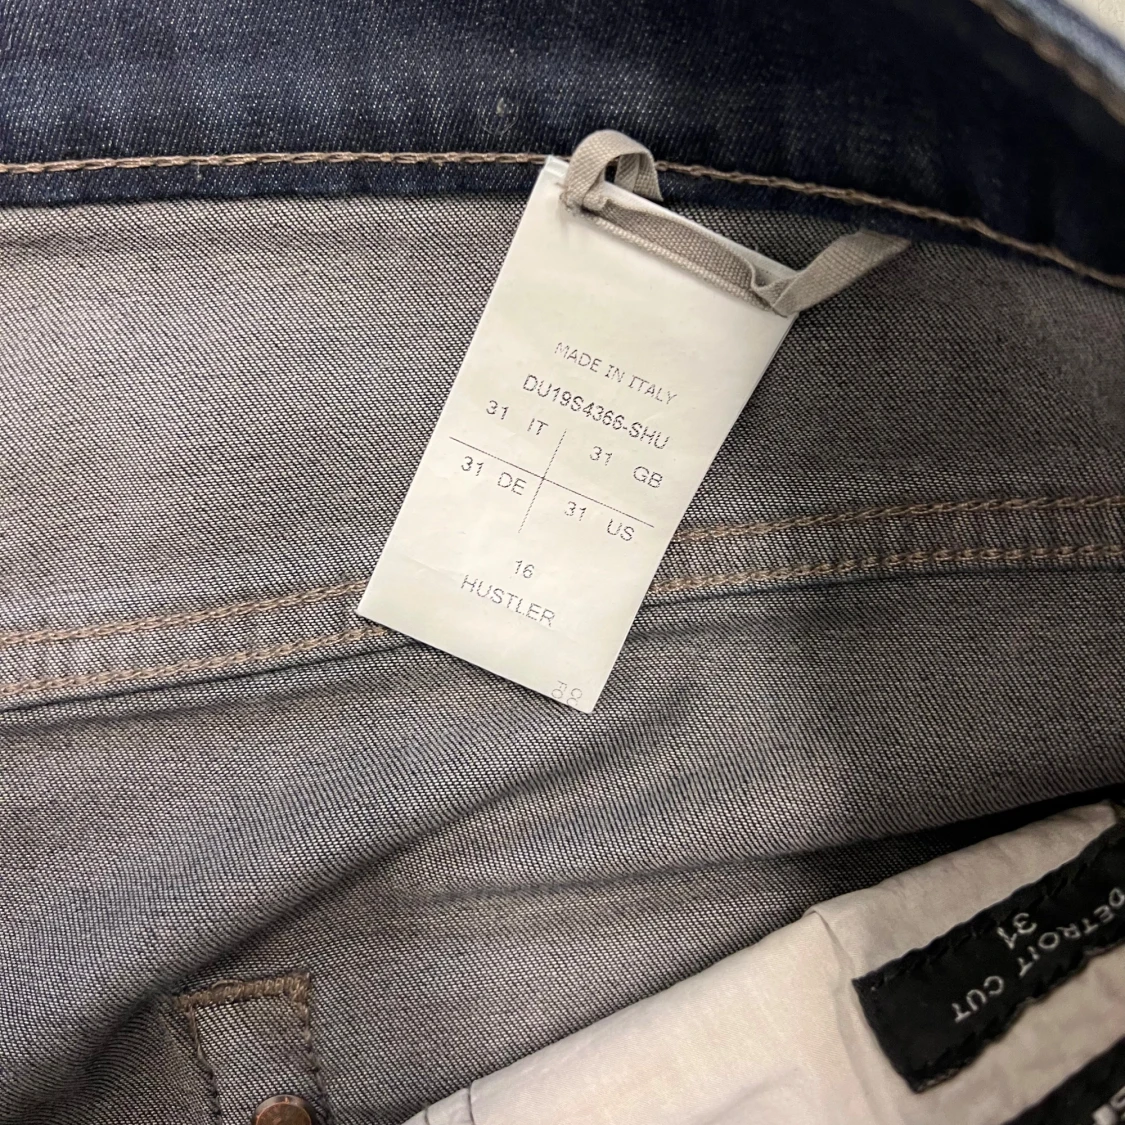 MADE IN ITALY
DU19S4366-SHU
31 IT
31 GB
31 DE
31 US
16
HUSTLER
DETROIT CUT
31